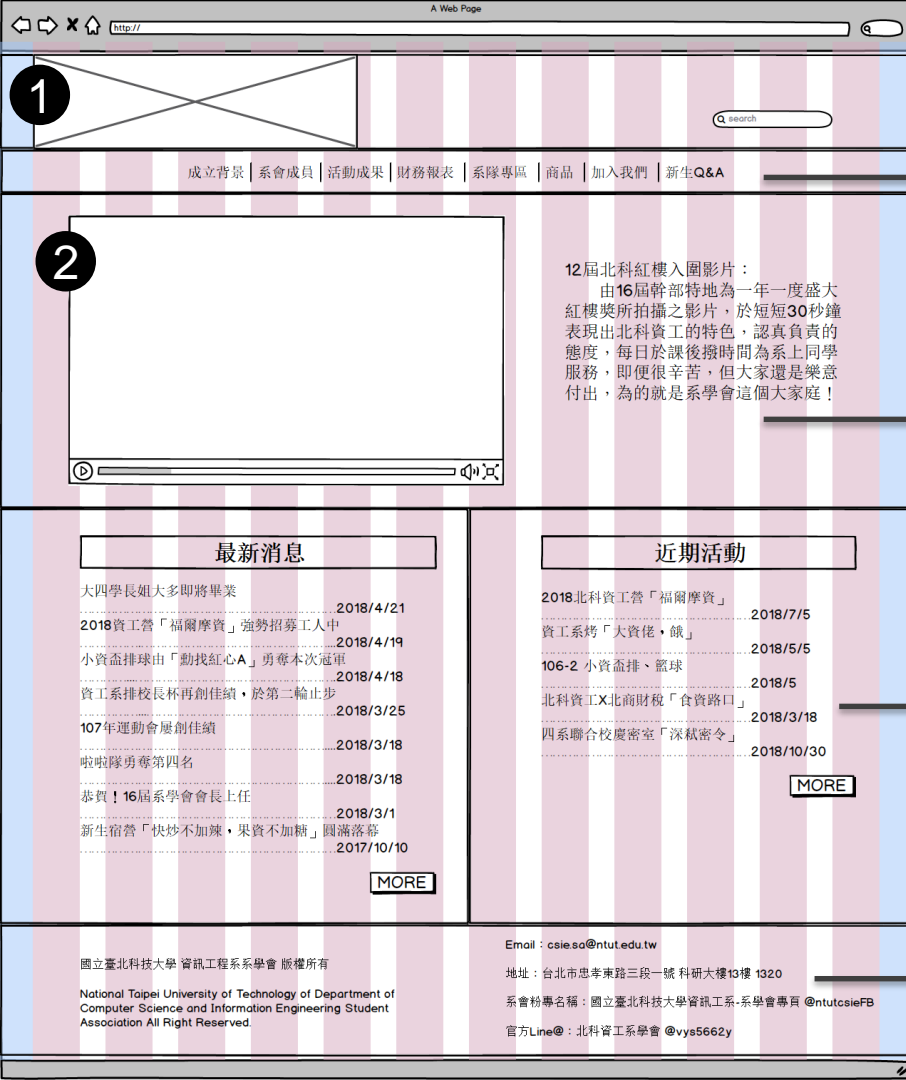 A Web Page
http://
1
search
成立背景 系會成員 活動成果 財務報表 系隊專區 商品 加入我們 新生Q&A
2
12屆北科紅樓入圍影片：
由16屆幹部特地為一年一度盛大
紅樓獎所拍攝之影片，於短短30秒鐘
表現出北科資工的特色，認真負責的
態度，每日於課後撥時間為系上同學
服務，即便很辛苦，但大家還是樂意
付出，為的就是系學會這個大家庭！
最新消息
大四學長姐大多即將畢業
2018/4/21
2018資工營「福爾摩資」強勢招募工人中
2018/4/19
小資盃排球由「勳找紅心A」勇奪本次冠軍
2018/4/18
資工系排校長杯再創佳績，於第二輪止步
2018/3/25
107年運動會屢創佳績
2018/3/18
啦啦隊勇奪第四名
2018/3/18
恭賀！16屆系學會會長上任
2018/3/1
新生宿營「快炒不加辣，果資不加糖」圓滿落幕
2017/10/10
MORE
近期活動
2018北科資工營「福爾摩資」
2018/7/5
資工系烤「大資佬，餓」
2018/5/5
106-2 小資盃排、籃球
2018/5
北科資工X北商財稅「食資路口」
2018/3/18
四系聯合校慶密室「深弒密令」
2018/10/30
MORE
國立臺北科技大學 資訊工程系系學會 版權所有
National Taipei University of Technology of Department of
Computer Science and Information Engineering Student
Association All Right Reserved.
Email：csie.sa@ntut.edu.tw
地址：台北市忠孝東路三段一號 科研大樓13樓 1320
系會粉專名稱：國立臺北科技大學資訊工系-系學會專頁 @ntutcsieFB
官方Line@：北科資工系學會 @vys5662y